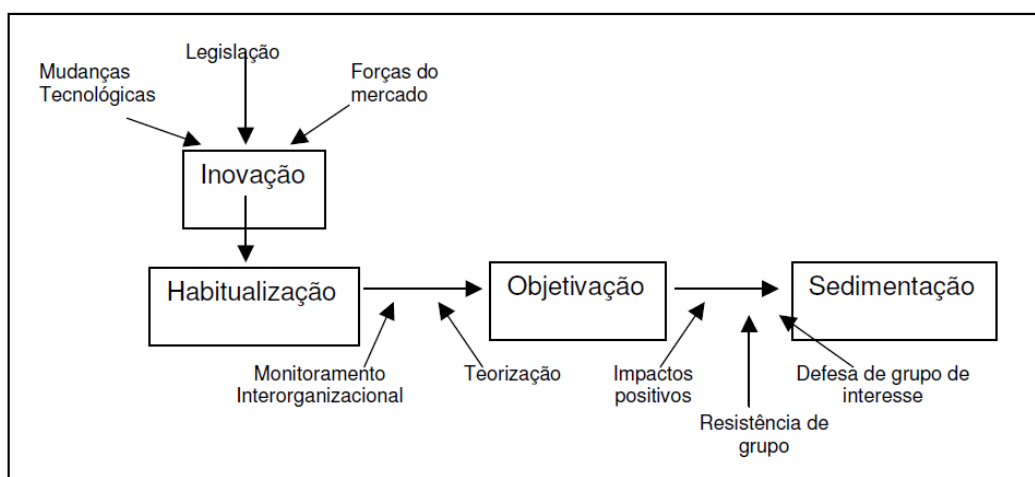 Legislação
Mudanças
Tecnológicas
Forças do
mercado
Inovação
Habitualização
Objetivação
Sedimentação
Monitoramento
Interorganizacional
Teorização
Impactos
positivos
Defesa de grupo de
interesse
Resistência de
grupo